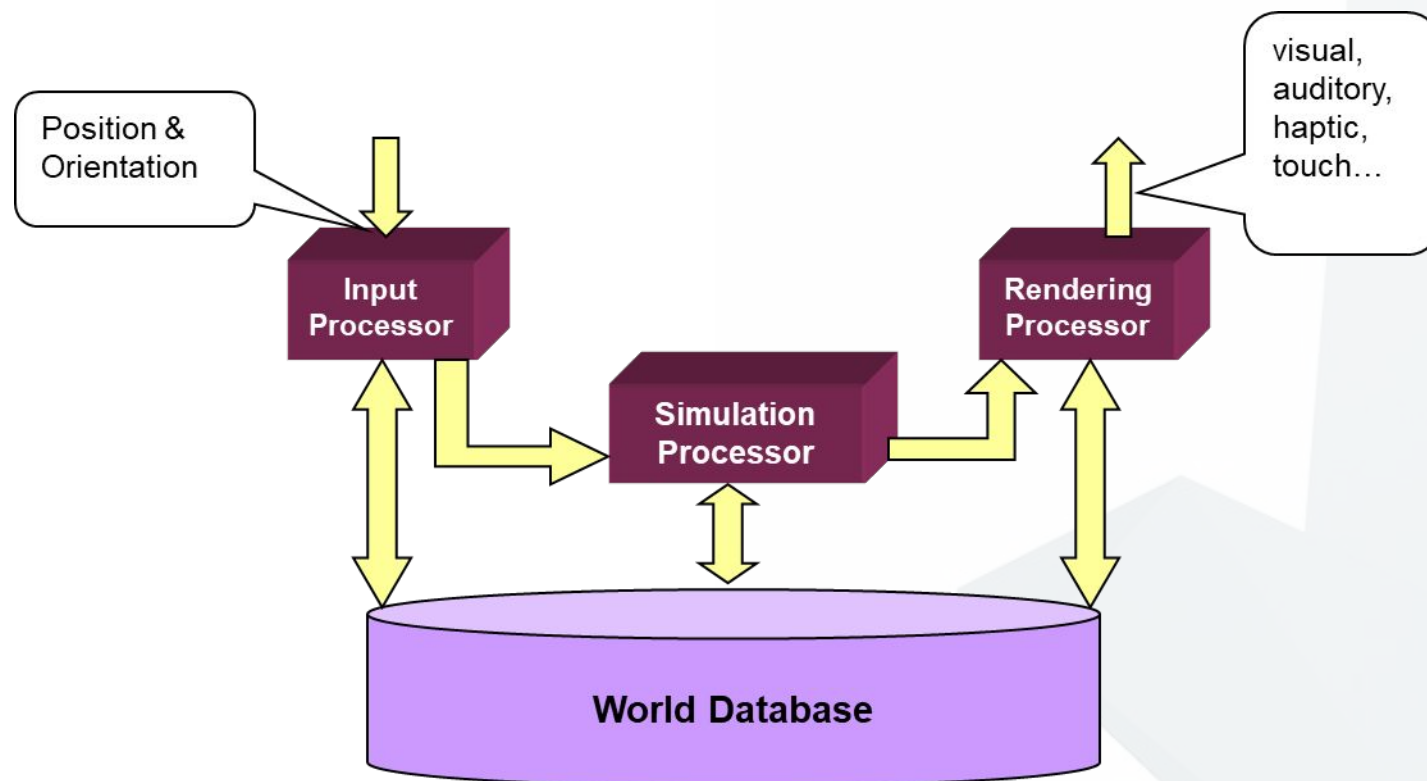 Position &
Orientation
visual,
auditory,
haptic,
touch…
Input
Processor
Rendering
Processor
Simulation
Processor
World Database